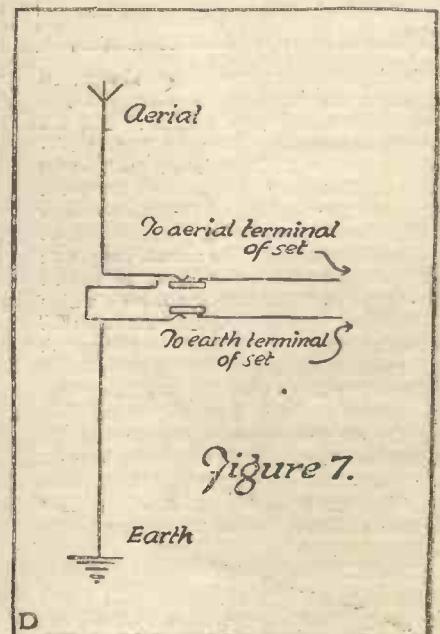 Aerial
To aerial terminal
of set
To earth terminal
of set
Figure 7.
Earth
D